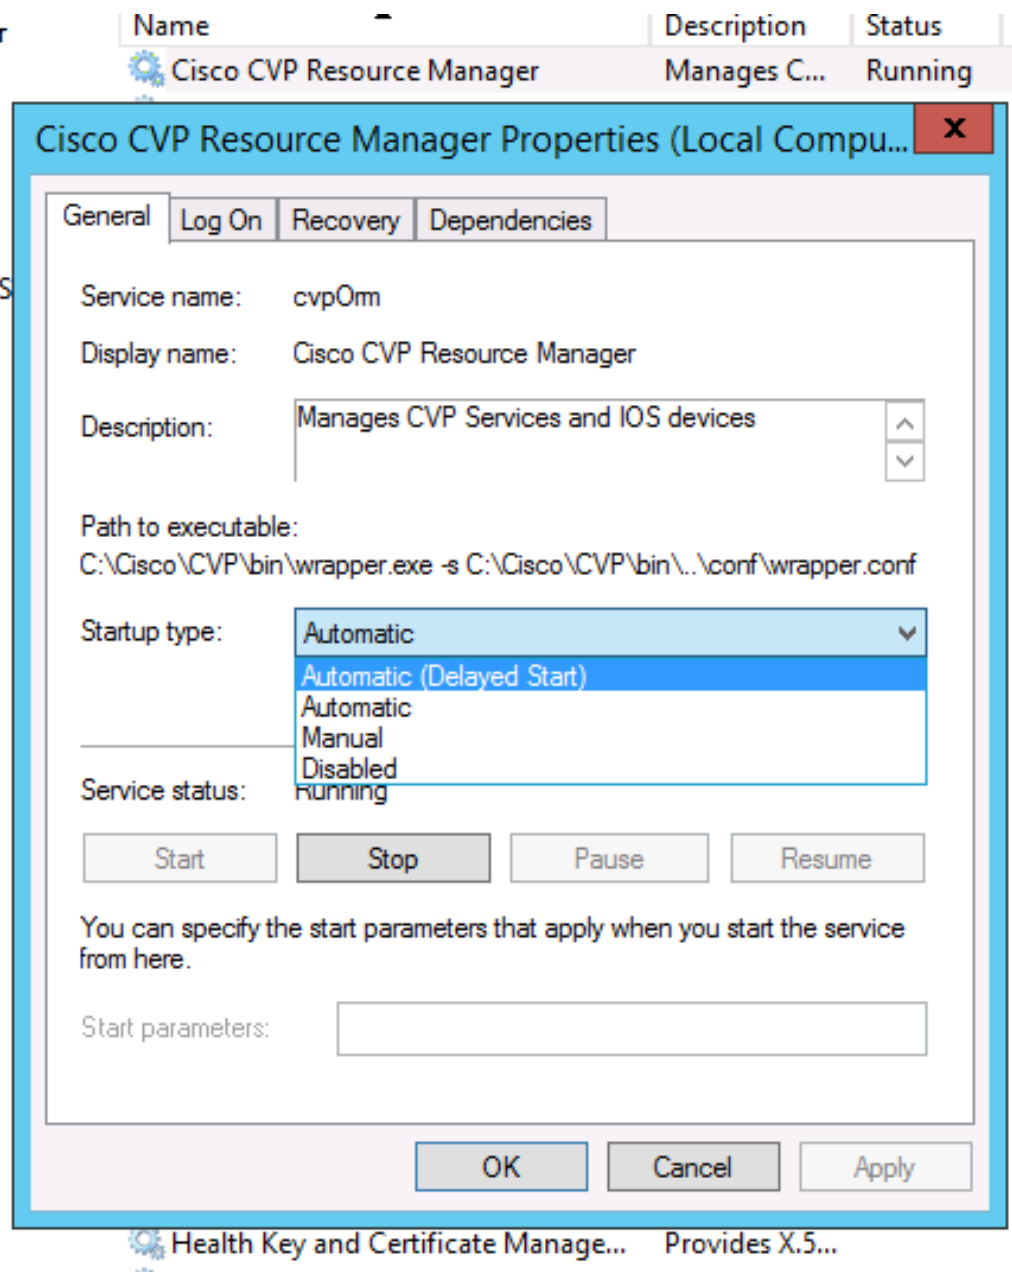 r
Name Description Status
Cisco CVP Resource Manager Manages C... Running
Cisco CVP Resource Manager Properties (Local Compu... x
General Log On Recovery Dependencies
S
Service name: cvpOrm
Display name: Cisco CVP Resource Manager
Description: Manages CVP Services and IOS devices
Path to executable:
C:\Cisco\CVP\bin\wrapper.exe -s C:\Cisco\CVP\bin\..\conf\wrapper.conf
Startup type: Automatic
Automatic (Delayed Start)
Automatic
Manual
Disabled
Service status: Running
Start Stop Pause Resume
You can specify the start parameters that apply when you start the service
from here.
Start parameters:
OK Cancel Apply
Health Key and Certificate Manage... Provides X.5...